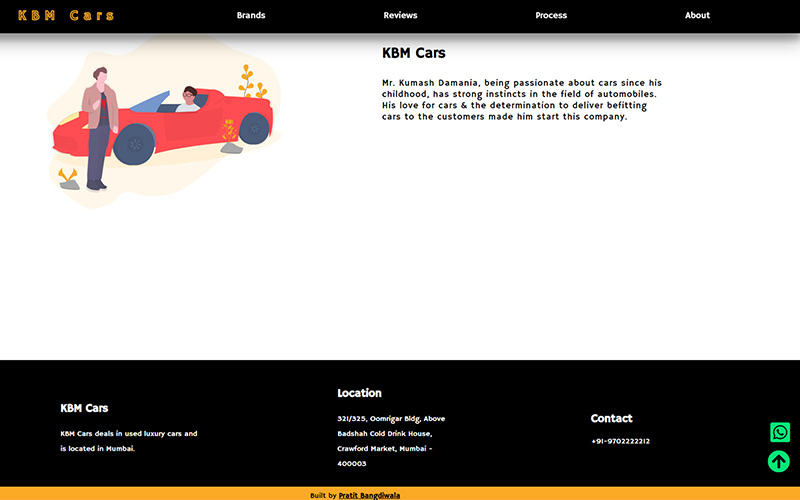 KBM Cars
Brands
Reviews
Process
About
KBM Cars
Mr. Kumash Damania, being passionate about cars since his
childhood, has strong instincts in the field of automobiles.
His love for cars & the determination to deliver befitting
cars to the customers made him start this company.
KBM Cars
KBM Cars deals in used luxury cars and
is located in Mumbai.
Location
321/325, Oomrigar Bldg, Above
Badshah Cold Drink House,
Crawford Market, Mumbai -
400003
Contact
+91-9702222212
Built by Pratit Bangdiwala